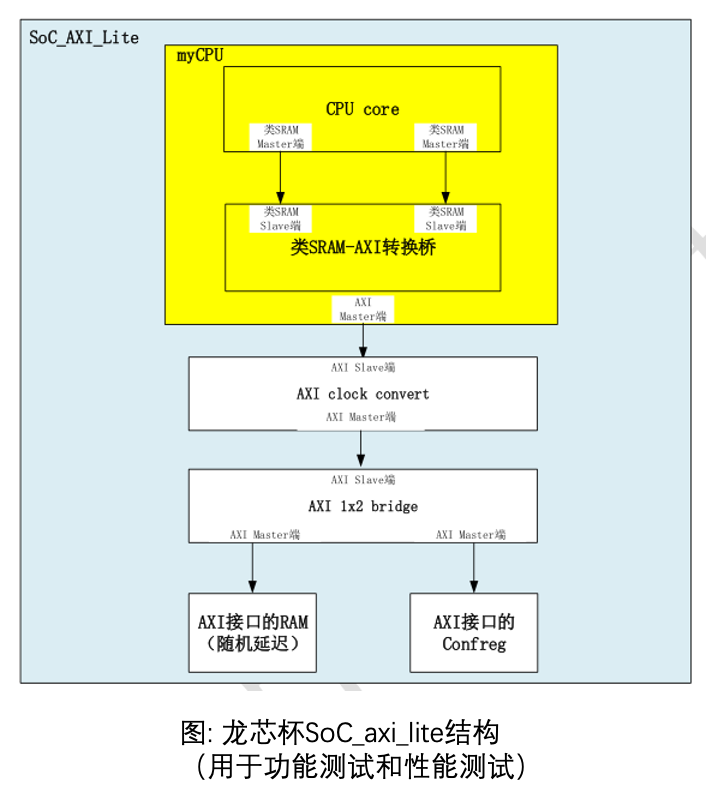 SoC_AXI_Lite
myCPU
CPU core
类SRAM
Master端
类SRAM
Master端
类SRAM
Slave端
类SRAM
Slave端
类SRAM-AXI转换桥
AXI
Master端
AXI Slave端
AXI clock convert
AXI Master端
AXI Slave端
AXI 1x2 bridge
AXI Master端
AXI Master端
AXI接口的RAM
（随机延迟）
AXI接口的
Confreg
图: 龙芯杯SoC_axi_lite结构
（用于功能测试和性能测试）